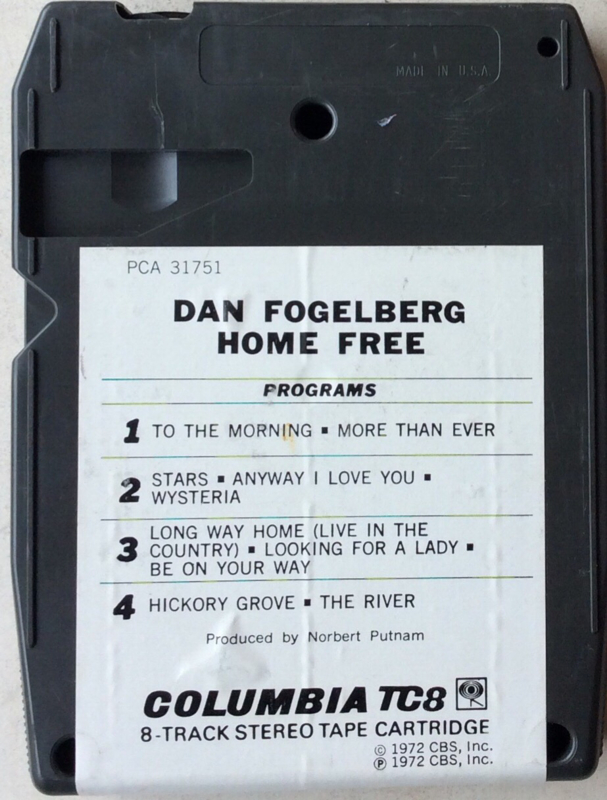 MADE IN U.S.A.
PCA 31751
DAN FOGELBERG
HOME FREE
PROGRAMS
1 TO THE MORNING ▪ MORE THAN EVER
2 STARS ▪ ANYWAY I LOVE YOU ▪
WYSTERIA
3 LONG WAY HOME (LIVE IN THE
COUNTRY) ▪ LOOKING FOR A LADY ▪
BE ON YOUR WAY
4 HICKORY GROVE ▪ THE RIVER
Produced by Norbert Putnam
COLUMBIA TC8
8-TRACK STEREO TAPE CARTRIDGE
© 1972 CBS, Inc.
℗ 1972 CBS, Inc.